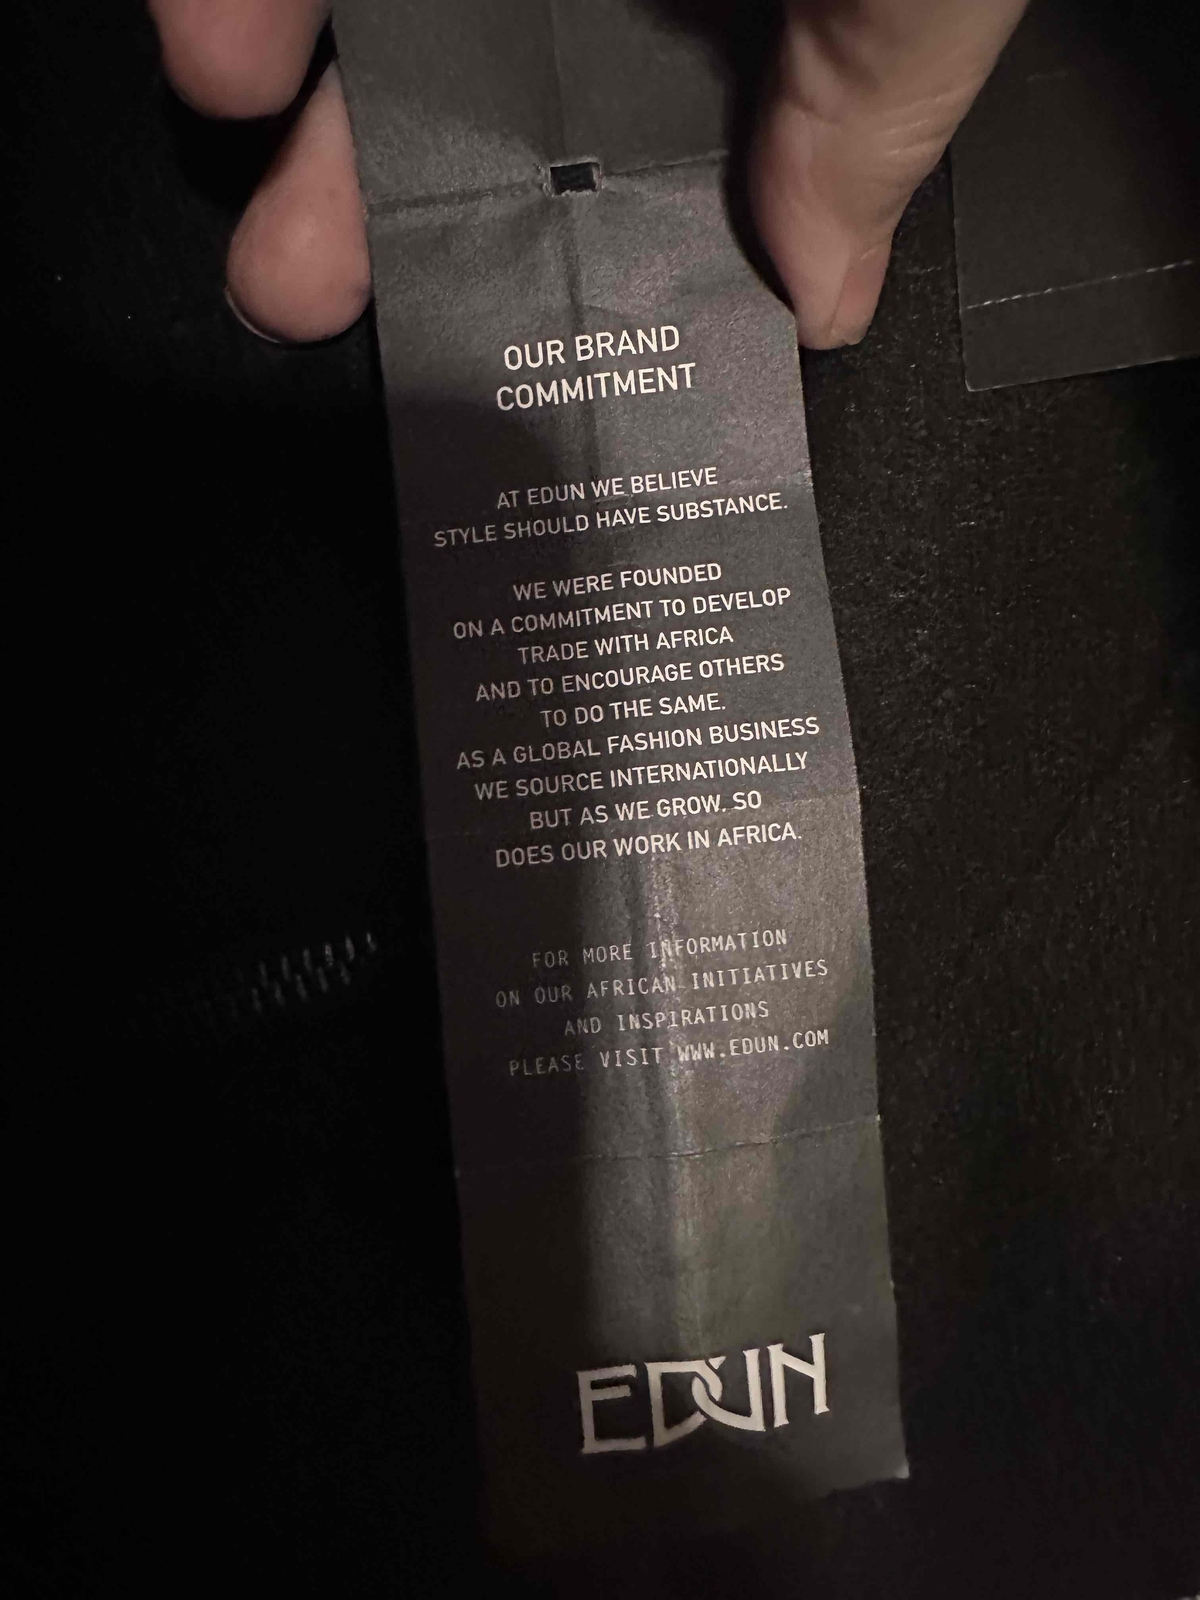 OUR BRAND
COMMITMENT
AT EDUN WE BELIEVE
STYLE SHOULD HAVE SUBSTANCE.
WE WERE FOUNDED
ON A COMMITMENT TO DEVELOP
TRADE WITH AFRICA
AND TO ENCOURAGE OTHERS
TO DO THE SAME.
AS A GLOBAL FASHION BUSINESS
WE SOURCE INTERNATIONALLY
BUT AS WE GROW, SO
DOES OUR WORK IN AFRICA.
FOR MORE INFORMATION
ON OUR AFRICAN INITIATIVES
AND INSPIRATIONS
PLEASE VISIT WWW.EDUN.COM
EDUN